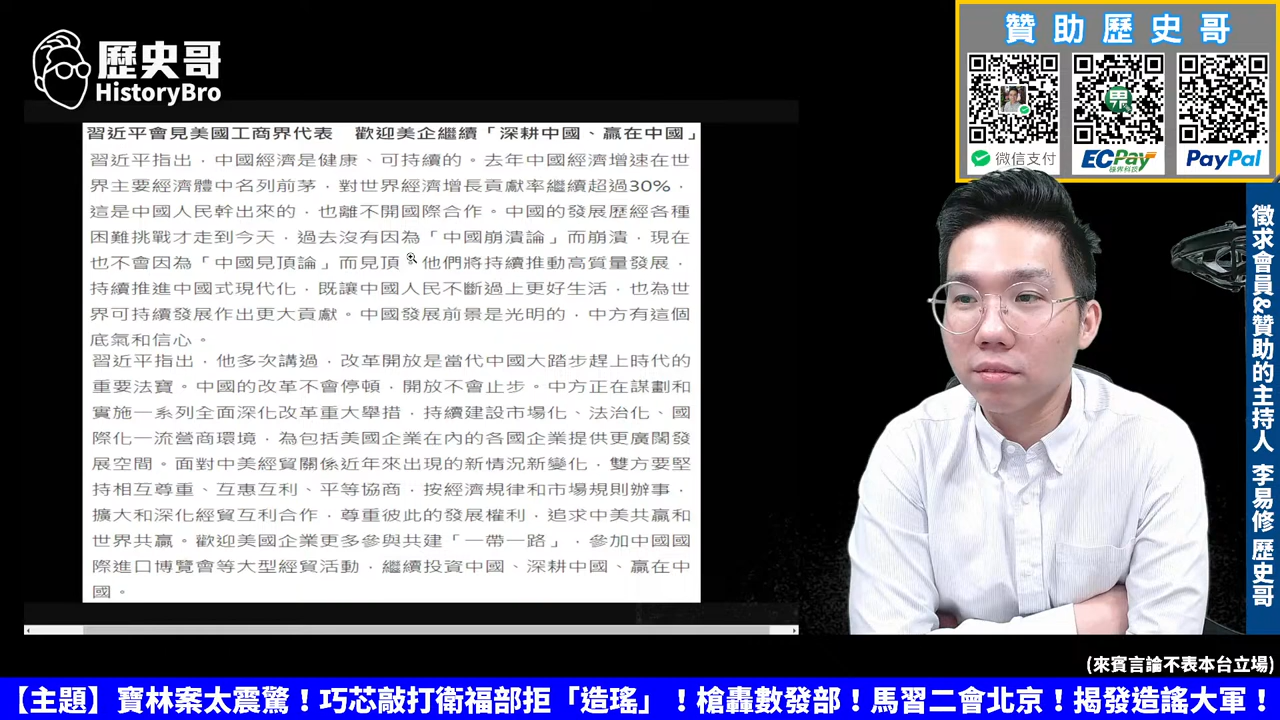 歷史哥
HistoryBro
贊助歷史哥
微信支付
ECPay
綠界科技
PayPal
習近平會見美國工商界代表 歡迎美企繼續「深耕中國、贏在中國」
習近平指出，中國經濟是健康、可持續的。去年中國經濟增速在世
界主要經濟體中名列前茅，對世界經濟增長貢獻率繼續超過30%，
這是中國人民幹出來的，也離不開國際合作。中國的發展歷經各種
困難挑戰才走到今天，過去沒有因為「中國崩潰論」而崩潰，現在
也不會因為「中國見頂論」而見頂。他們將持續推動高質量發展，
持續推進中國式現代化，既讓中國人民不斷過上更好生活，也為世
界可持續發展作出更大貢獻。中國發展前景是光明的，中方有這個
底氣和信心。
習近平指出，他多次講過，改革開放是當代中國大踏步趕上時代的
重要法寶。中國的改革不會停頓，開放不會止步。中方正在謀劃和
實施一系列全面深化改革重大舉措，持續建設市場化、法治化、國
際化一流營商環境，為包括美國企業在內的各國企業提供更廣闊發
展空間。面對中美經貿關係近年來出現的新情況新變化，雙方要堅
持相互尊重、互惠互利、平等協商，按經濟規律和市場規則辦事，
擴大和深化經貿互利合作，尊重彼此的發展權利，追求中美共贏和
世界共贏。歡迎美國企業更多參與共建「一帶一路」，參加中國國
際進口博覽會等大型經貿活動，繼續投資中國、深耕中國、贏在中
國。
徵求會員&贊助的主持人 李易修 歷史哥
(來賓言論不表本台立場)
【主題】寶林案太震驚！巧芯敲打衛福部拒「造瑤」！槍轟數發部！馬習二會北京！揭發造謠大軍！